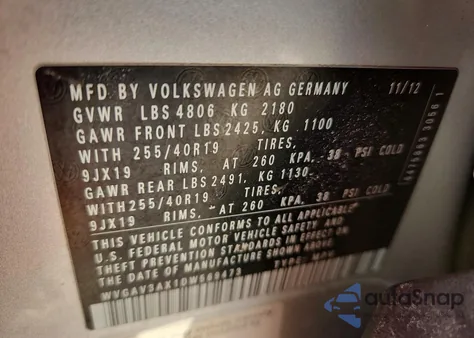 MFD BY VOLKSWAGEN AG GERMANY 11/12
GVWR LBS 4806 KG 2180
GAWR FRONT LBS 2425, KG 1100
WITH 255/40R19 TIRES,
9JX19 RIMS, AT 260 KPA, 38 PSI COLD
GAWR REAR LBS 2491, KG 1130
WITH 255/40R19 TIRES,
9JX19 RIMS, AT 260 KPA, 38 PSI COLD
THIS VEHICLE CONFORMS TO ALL APPLICABLE
U.S. FEDERAL MOTOR VEHICLE SAFETY
THEFT PREVENTION STANDARDS IN EFFECT ON
THE DATE OF MANUFACTURE SHOWN ABOVE.
autoSnap